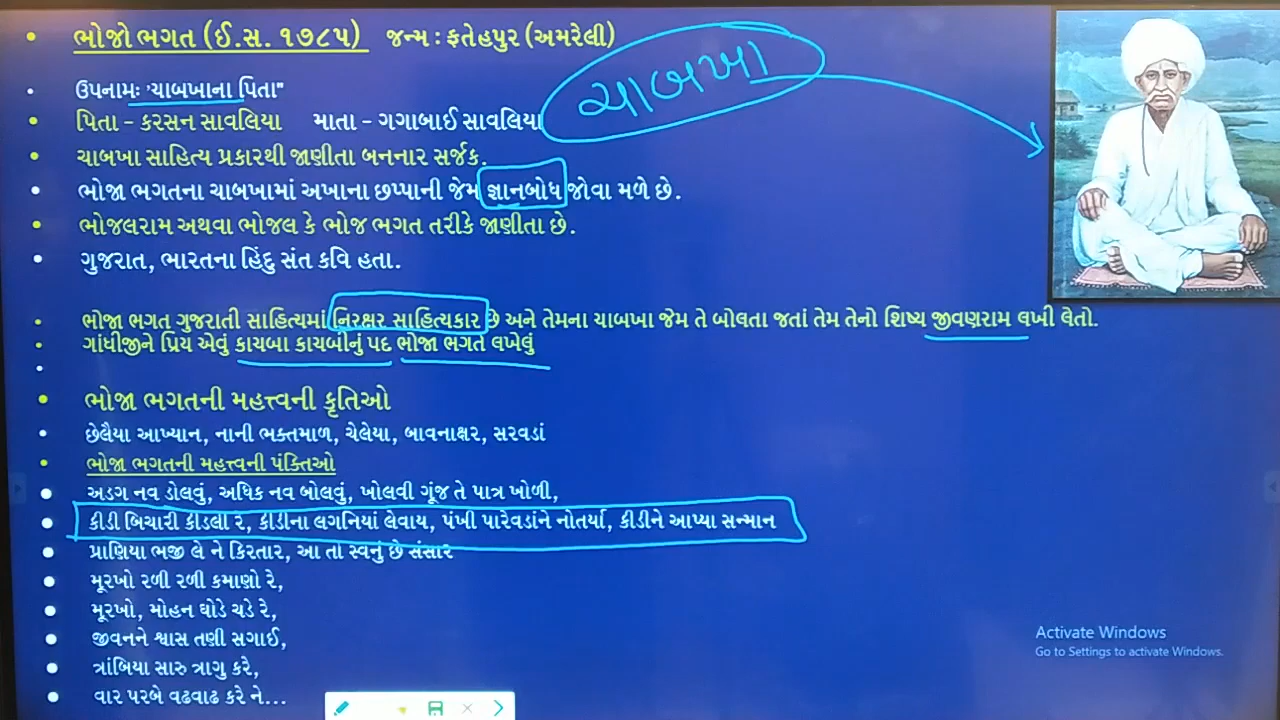 ભોજો ભગત (ઈ.સ. ૧૭૮૫) જન્મ : ફતેહપુર (અમરેલી)
ચાબખા
ઉપનામઃ 'ચાબખાના પિતા"
પિતા - કરસન સાવલિયા માતા - ગગાબાઈ સાવલિયા
ચાબખા સાહિત્ય પ્રકારથી જાણીતા બનનાર સર્જક.
ભોજા ભગતના ચાબખામાં અખાના છપ્પાની જેમ જ્ઞાનબોધ જોવા મળે છે.
ભોજલરામ અથવા ભોજલ કે ભોજ ભગત તરીકે જાણીતા છે.
ગુજરાત, ભારતના હિંદુ સંત કવિ હતા.
ભોજા ભગત ગુજરાતી સાહિત્યમાં નિરક્ષર સાહિત્યકાર છે અને તેમના ચાબખા જેમ તે બોલતા જતાં તેમ તેનો શિષ્ય જીવણરામ લખી લેતો.
ગાંધીજીને પ્રિય એવું કાચબા કાચબીનું પદ ભોજા ભગતે લખેલું
ભોજા ભગતની મહત્ત્વની કૃતિઓ
છેલૈયા આખ્યાન, નાની ભક્તમાળ, ચેલેયા, બાવનાક્ષર, સરવડાં
ભોજા ભગતની મહત્ત્વની પંક્તિઓ
અડગ નવ ડોલવું, અધિક નવ બોલવું, ખોલવી ગૂંજ તે પાત્ર ખોળી,
કીડી બિચારી કીડલી રે, કીડીના લગનિયાં લેવાય, પંખી પારેવડાંને નોતર્યા, કીડીને આપ્યા સન્માન
પ્રાણિયા ભજી લે ને કિરતાર, આ તો સ્વનું છે સંસાર
મૂરખો રળી રળી કમાણો રે,
મૂરખો, મોહન ઘોડે ચડે રે,
જીવનને શ્વાસ તણી સગાઈ,
ત્રાંબિયા સારુ ત્રાગુ કરે,
વાર પરબે વઢવાઢ કરે ને...
Activate Windows
Go to Settings to activate Windows.